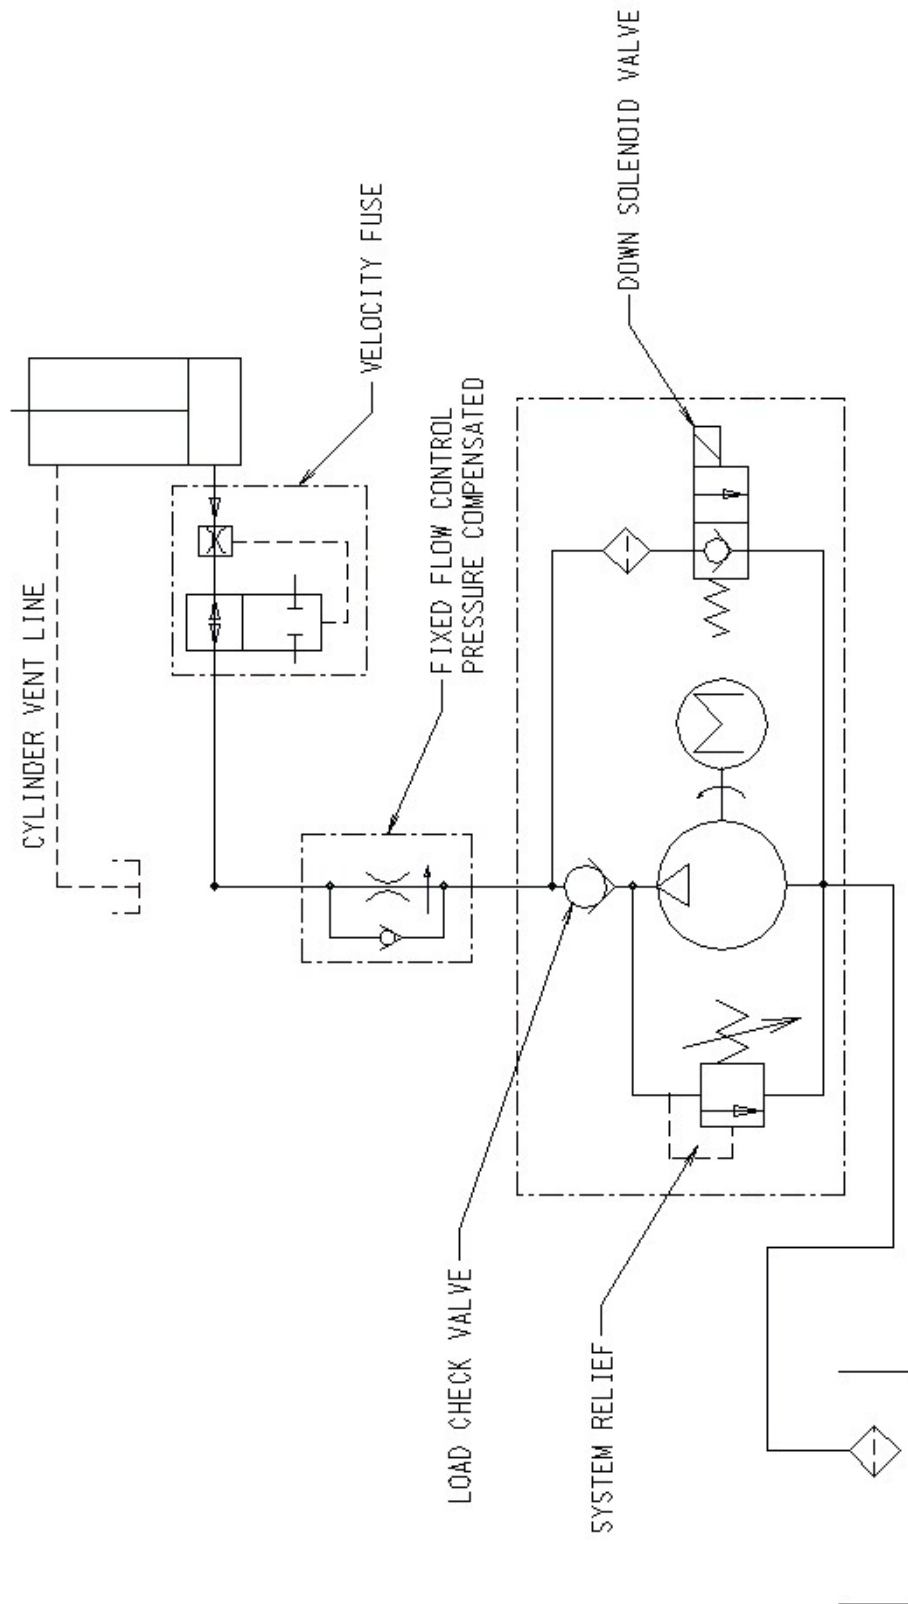 CYLINDER VENT LINE
VELOCITY FUSE
FIXED FLOW CONTROL
PRESSURE COMPENSATED
DOWN SOLENOID VALVE
LOAD CHECK VALVE
SYSTEM RELIEF
M